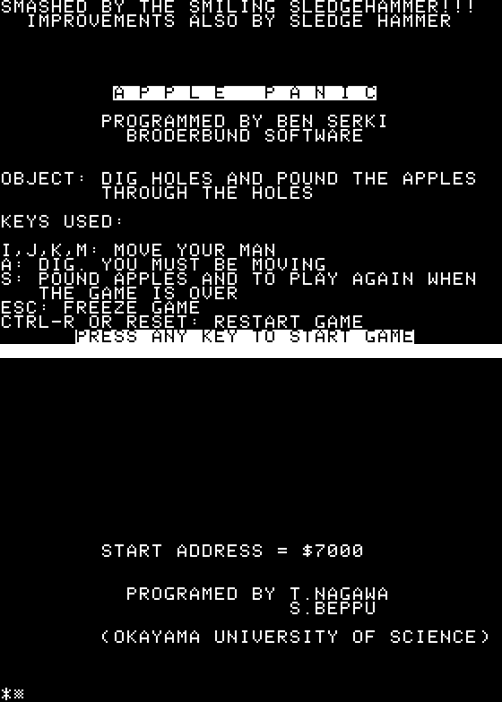 SMASHED BY THE SMILING SLEDGEHAMMER!!!
IMPROVEMENTS ALSO BY SLEDGE HAMMER
A P P L E   P A N I C
PROGRAMMED BY BEN SERKI
BRODERBUND SOFTWARE
OBJECT: DIG HOLES AND POUND THE APPLES
THROUGH THE HOLES
KEYS USED:
I,J,K,M: MOVE YOUR MAN
A: DIG. YOU MUST BE MOVING
S: POUND APPLES AND TO PLAY AGAIN WHEN
THE GAME IS OVER
ESC: FREEZE GAME
CTRL-R OR RESET: RESTART GAME
PRESS ANY KEY TO START GAME
START ADDRESS = $7000
PROGRAMED BY T.NAGAWA
S.BEPPU
(OKAYAMA UNIVERSITY OF SCIENCE)
*